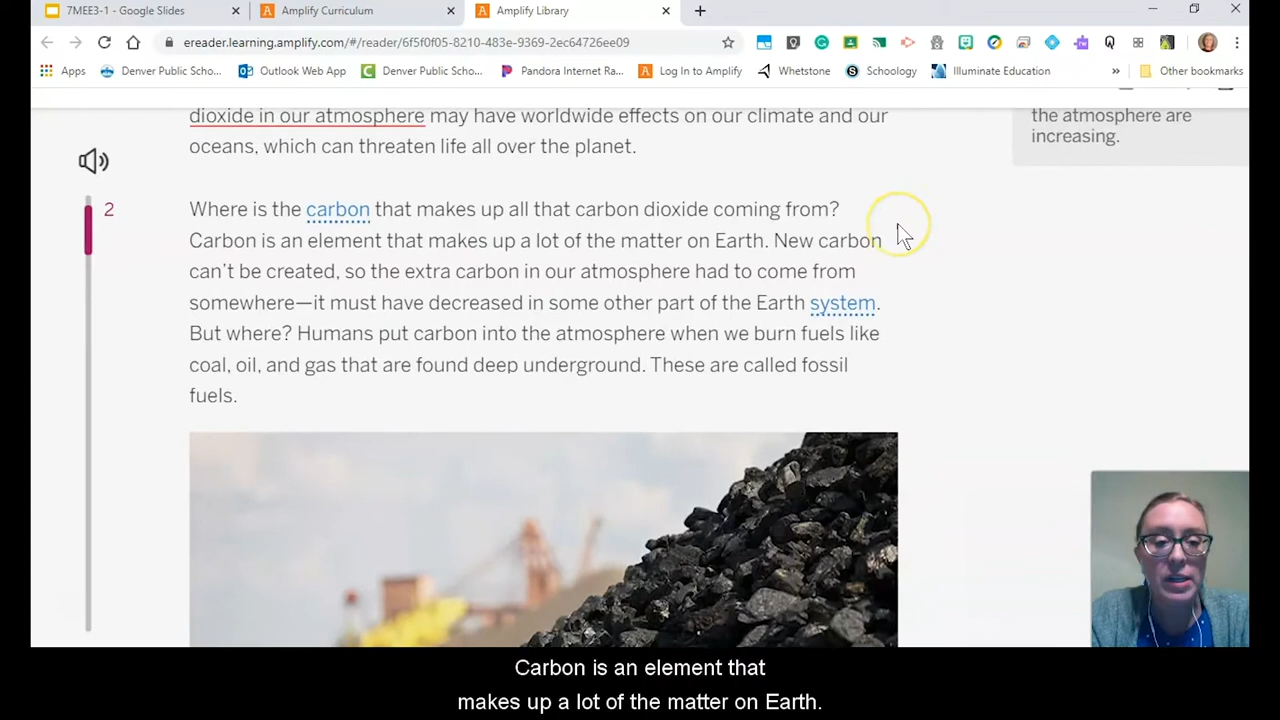 7MEE3-1 - Google Slides
Amplify Curriculum
Amplify Library
ereader.learning.amplify.com/#/reader/6f5f0f05-8210-483e-9369-2ec64726ee09
Apps
Denver Public Scho...
Outlook Web App
Denver Public Scho...
Pandora Internet Ra...
Log In to Amplify
Whetstone
Schoology
Illuminate Education
»
Other bookmarks
dioxide in our atmosphere may have worldwide effects on our climate and our
oceans, which can threaten life all over the planet.
the atmosphere are
increasing.
2
Where is the carbon that makes up all that carbon dioxide coming from?
Carbon is an element that makes up a lot of the matter on Earth. New carbon
can't be created, so the extra carbon in our atmosphere had to come from
somewhere—it must have decreased in some other part of the Earth system.
But where? Humans put carbon into the atmosphere when we burn fuels like
coal, oil, and gas that are found deep underground. These are called fossil
fuels.
Carbon is an element that
makes up a lot of the matter on Earth.